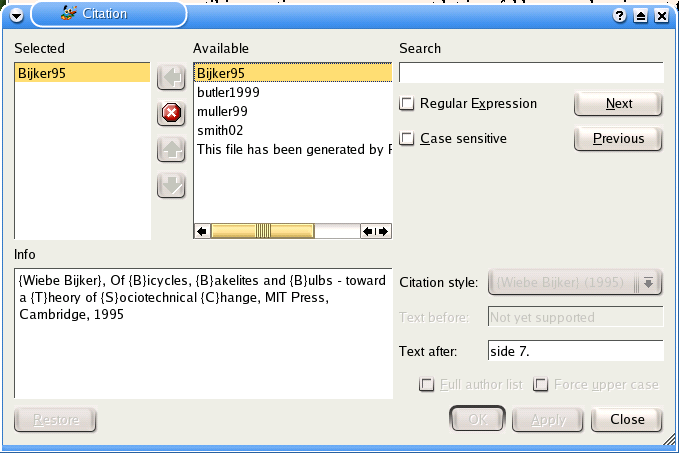 Citation
Selected
Available
Search
Bijker95
Bijker95
butler1999
muller99
smith02
This file has been generated by
Regular Expression
Next
Case sensitive
Previous
Info
{Wiebe Bijker}, Of {B}icycles, {B}akelites and {B}ulbs - toward
a {T}heory of {S}ociotechnical {C}hange, MIT Press,
Cambridge, 1995
Citation style:
{Wiebe Bijker} (1995)
Text before:
Not yet supported
Text after:
side 7.
Full author list
Force upper case
Restore
OK
Apply
Close